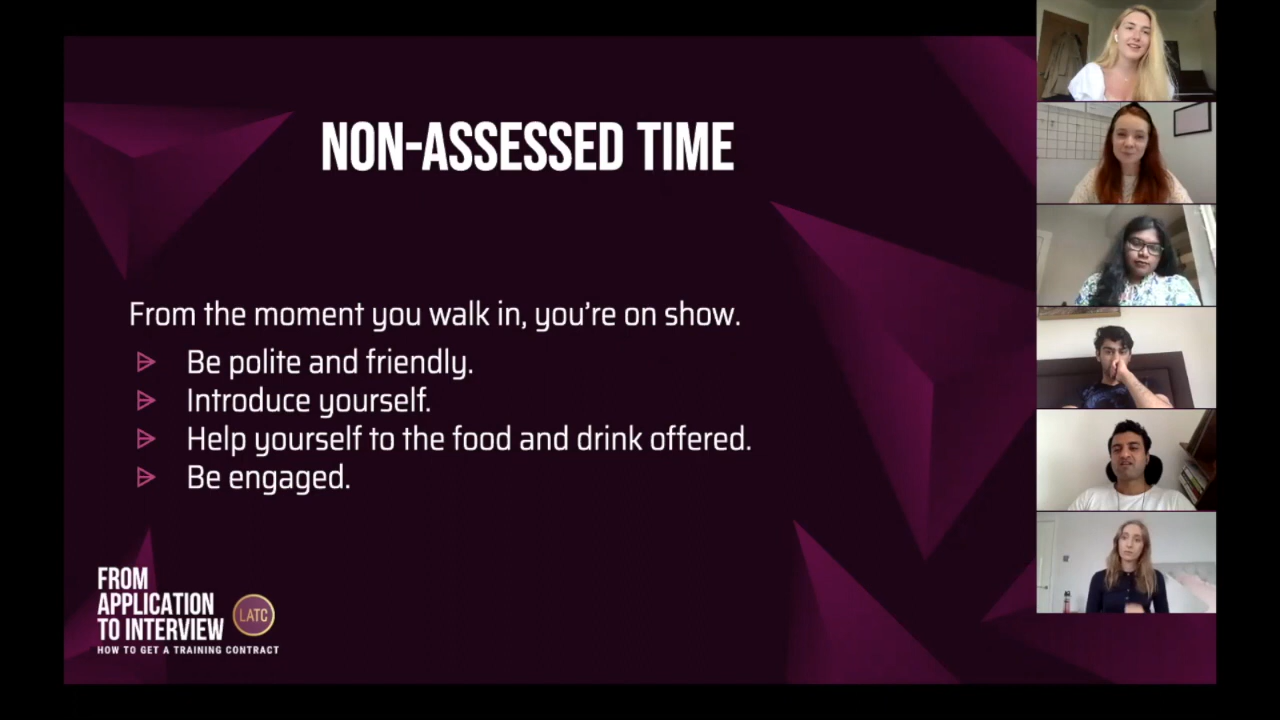 NON-ASSESSED TIME
From the moment you walk in, you’re on show.
Be polite and friendly.
Introduce yourself.
Help yourself to the food and drink offered.
Be engaged.
FROM
APPLICATION
TO INTERVIEW
LATC
HOW TO GET A TRAINING CONTRACT